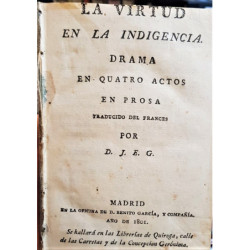 LA VIRTUD
EN LA INDIGENCIA.
DRAMA
EN QUATRO ACTOS
EN PROSA
TRADUCIDO DEL FRANCES
POR
D. J. E. G.
MADRID
EN LA OFICINA DE D. BENITO GARCÍA, Y COMPAÑIA.
AÑO DE 1801.
Se hallará en las Librerías de Quiroga, calle
de las Carretas y de la Concepcion Gerónima.